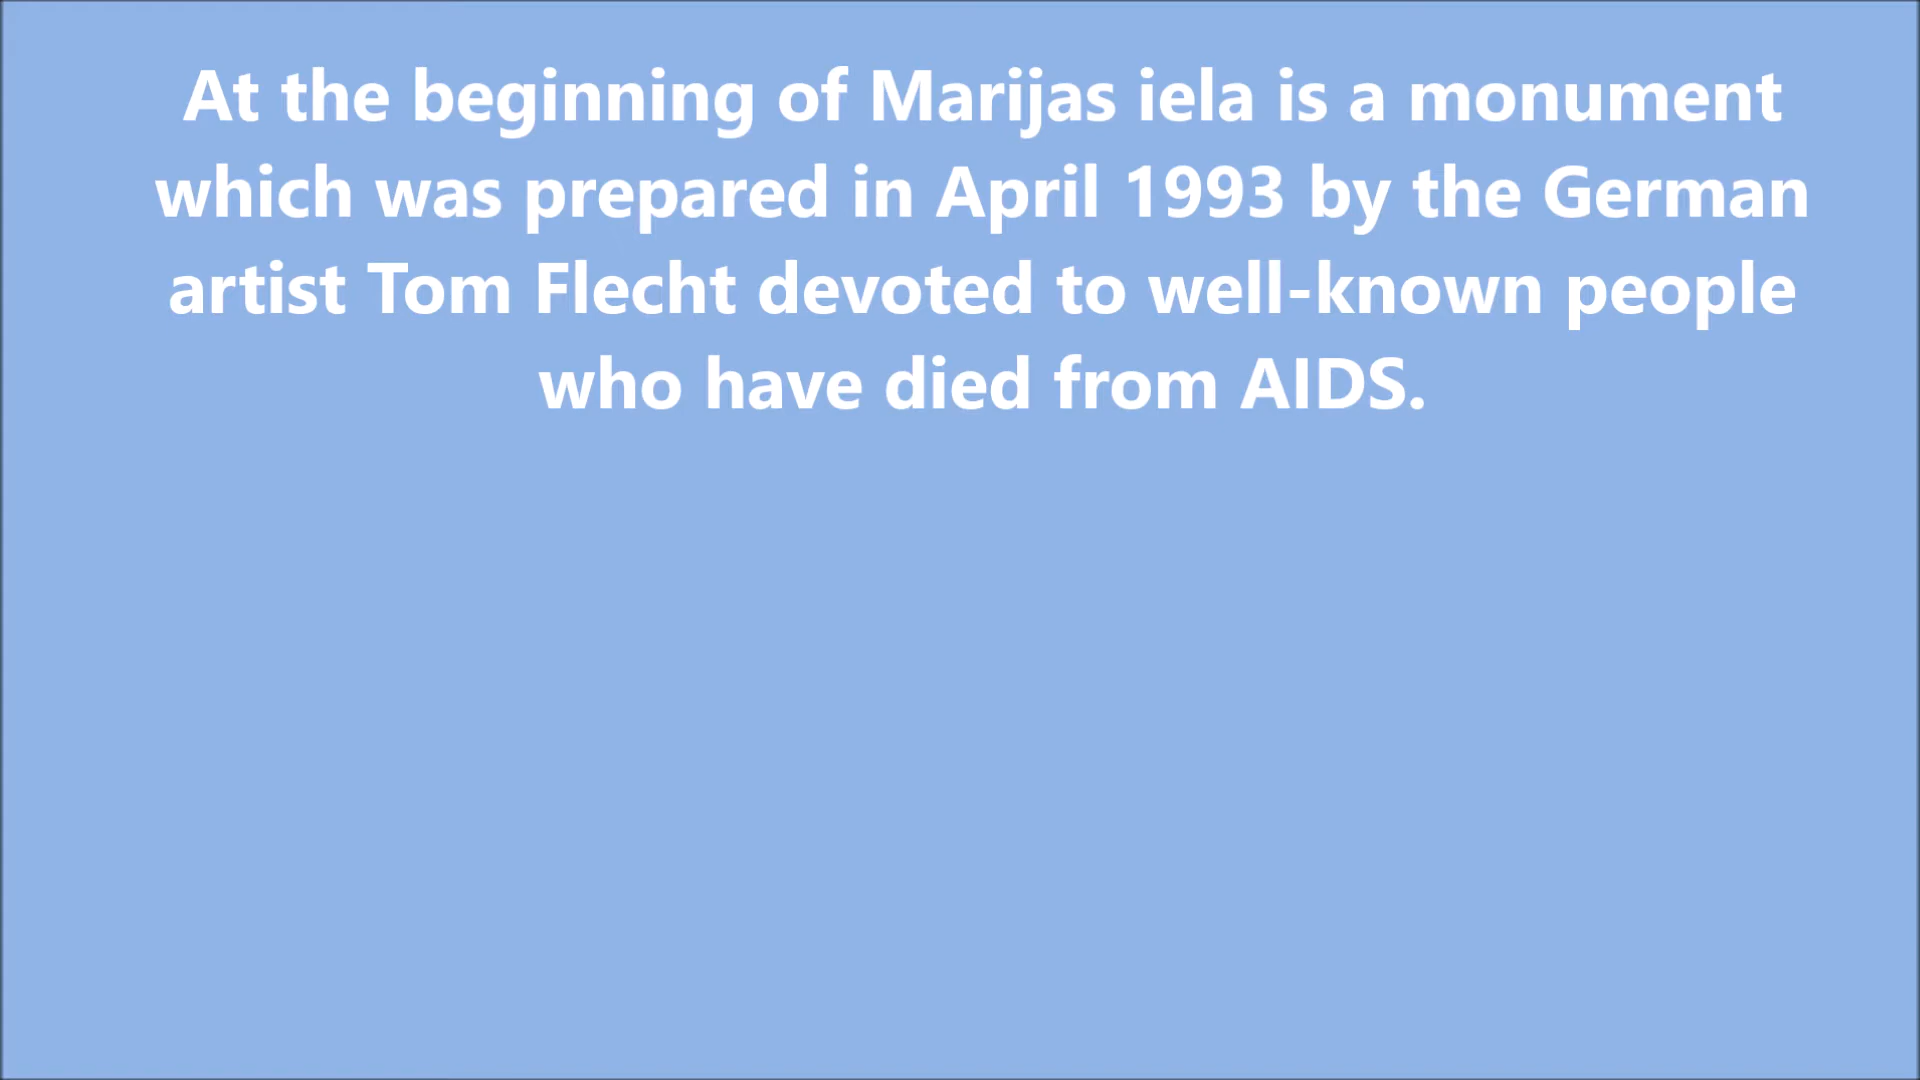 At the beginning of Marijas iela is a monument
which was prepared in April 1993 by the German
artist Tom Flecht devoted to well-known people
who have died from AIDS.